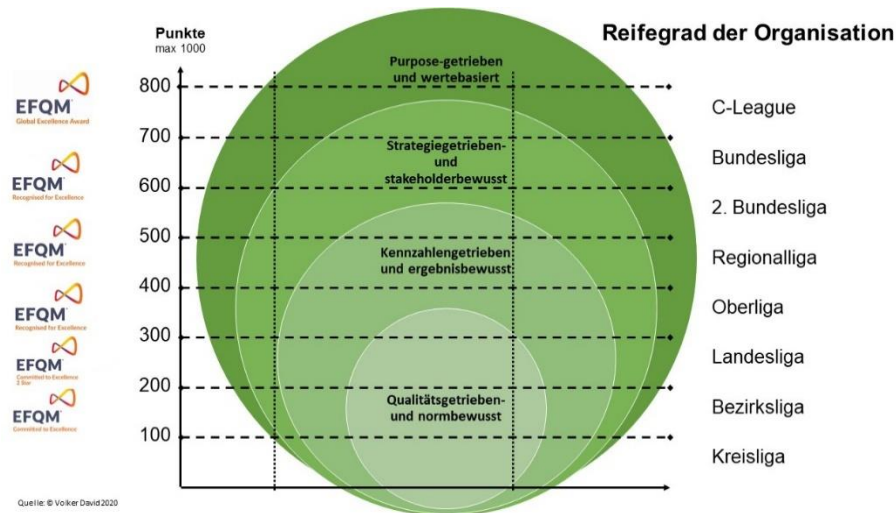 Reifegrad der Organisation
Punkte
max 1000
800
700
600
500
400
300
200
100
EFQM
Global Excellence Award
EFQM
Recognised for Excellence
EFQM
Recognised for Excellence
EFQM
Recognised for Excellence
EFQM
Committed to Excellence
2 Star
EFQM
Committed to Excellence
Purpose-getrieben
und wertebasiert
Strategiegetrieben-
und
stakeholderbewusst
Kennzahlengetrieben
und ergebnisbewusst
Qualitätsgetrieben-
und normbewusst
C-League
Bundesliga
2. Bundesliga
Regionalliga
Oberliga
Landesliga
Bezirksliga
Kreisliga
Quelle: © Volker David 2020